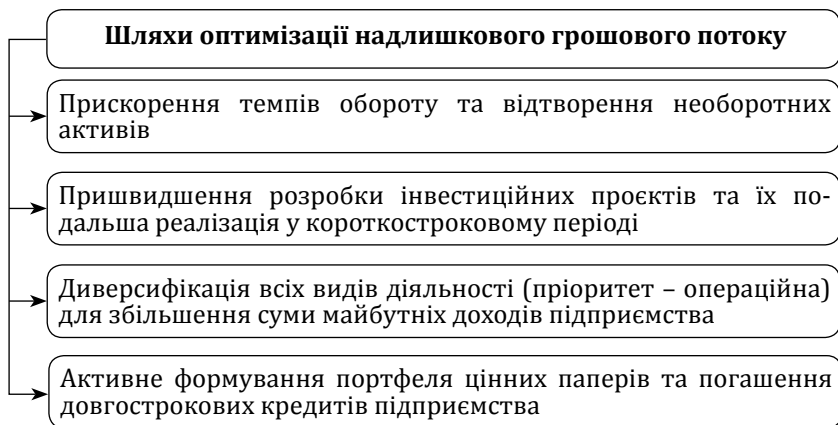 Шляхи оптимізації надлишкового грошового потоку
Прискорення темпів обороту та відтворення необоротних
активів
Пришвидшення розробки інвестиційних проєктів та їх по-
дальша реалізація у короткостроковому періоді
Диверсифікація всіх видів діяльності (пріоритет – операційна)
для збільшення суми майбутніх доходів підприємства
Активне формування портфеля цінних паперів та погашення
довгострокових кредитів підприємства